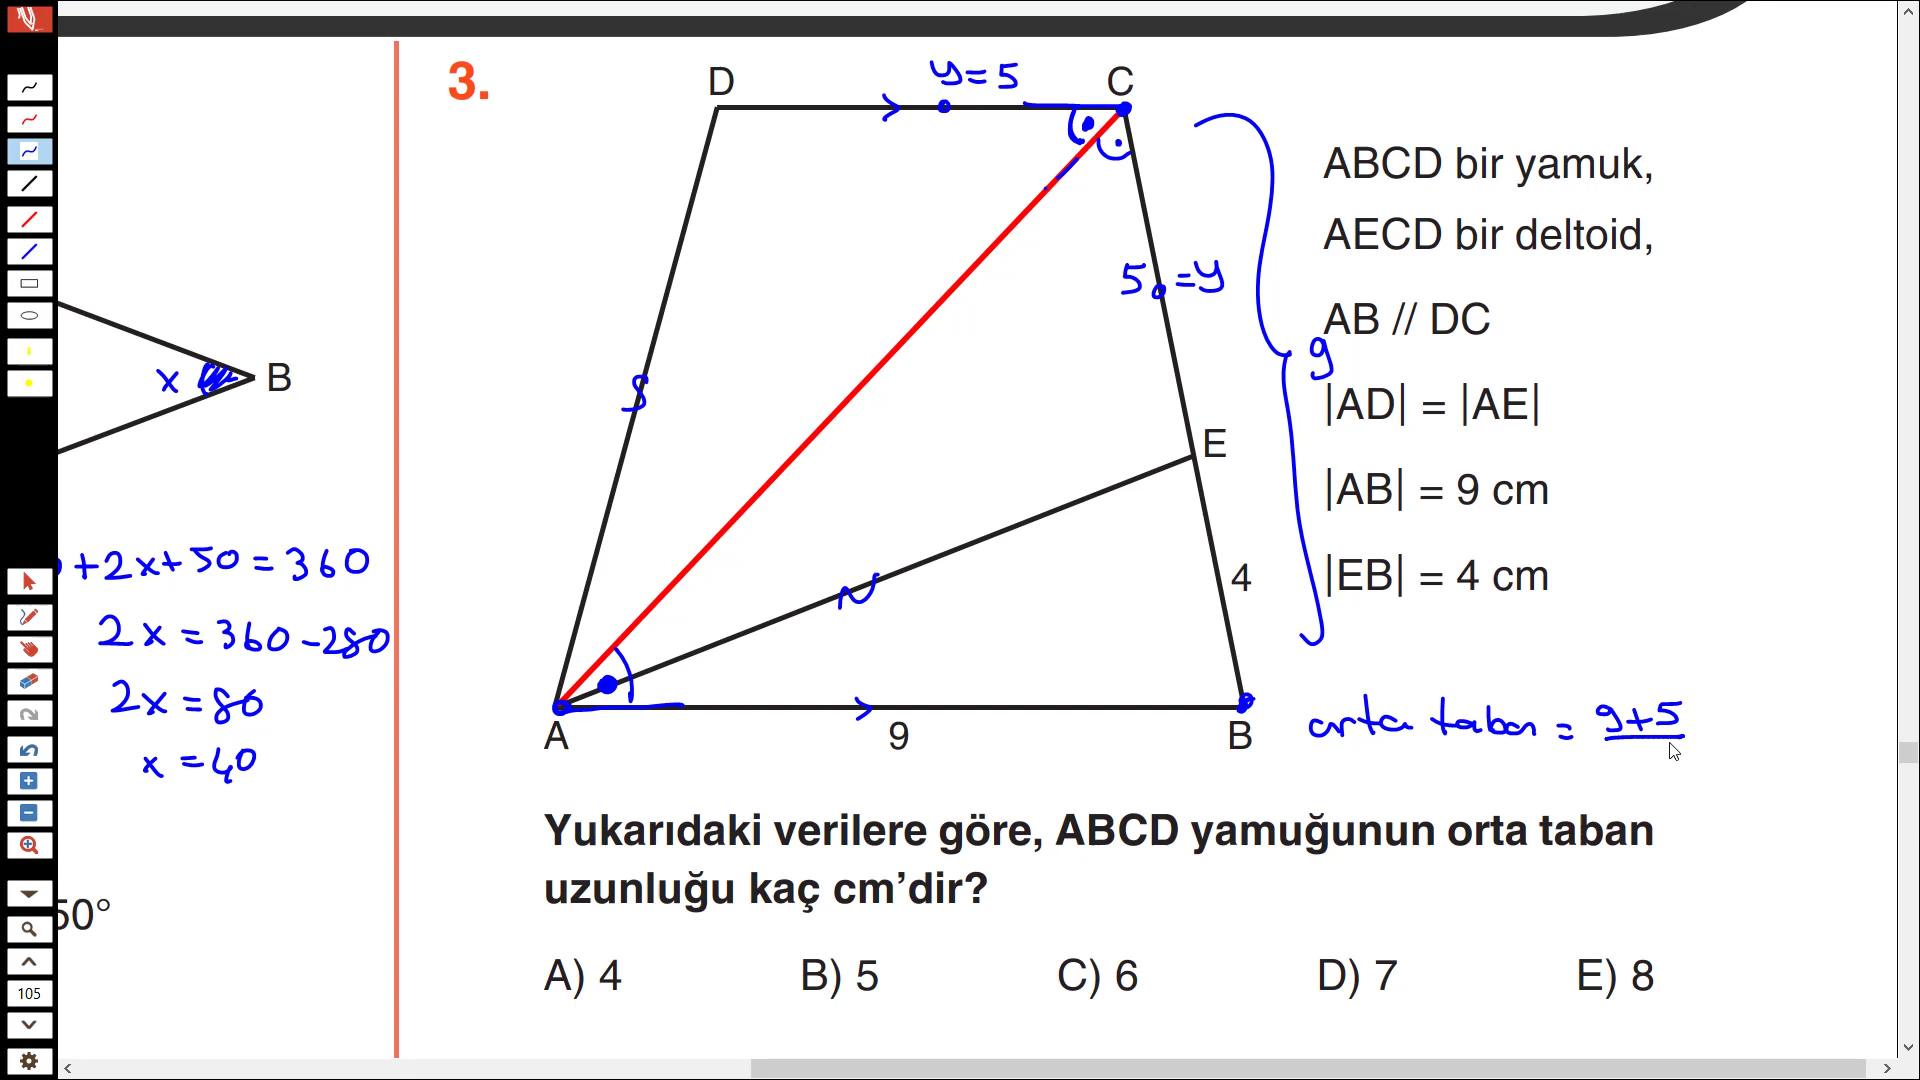 3.
D
y = 5
C
ABCD bir yamuk,
AECD bir deltoid,
5 = y
AB // DC
9
x
B
|AD| = |AE|
E
|AB| = 9 cm
4
|EB| = 4 cm
+2x+50 = 360
2x = 360-280
2x = 80
x = 40
A
9
B
orta taban = 9+5
Yukarıdaki verilere göre, ABCD yamuğunun orta taban
uzunluğu kaç cm’dir?
50°
A) 4
B) 5
C) 6
D) 7
E) 8
105